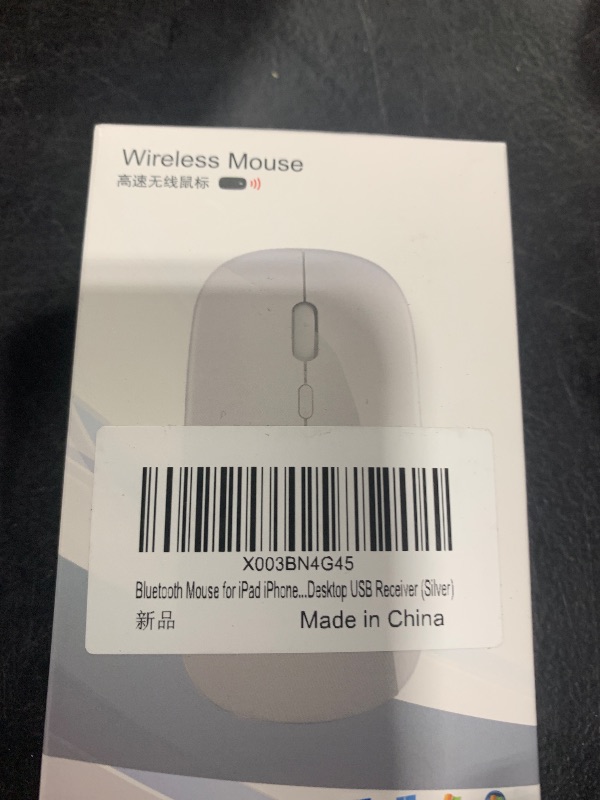 Wireless Mouse
高速无线鼠标
X003BN4G45
Bluetooth Mouse for iPad iPhone...Desktop USB Receiver (Silver)
新品 Made in China